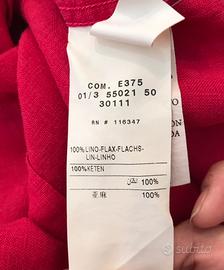 COM. E375
01/3 55021 50
30111
RN # 116347
100%LINO-FLAX-FLACHS-
LIN-LINHO
100%KETEN
100% كتان
亚麻 100%
subito